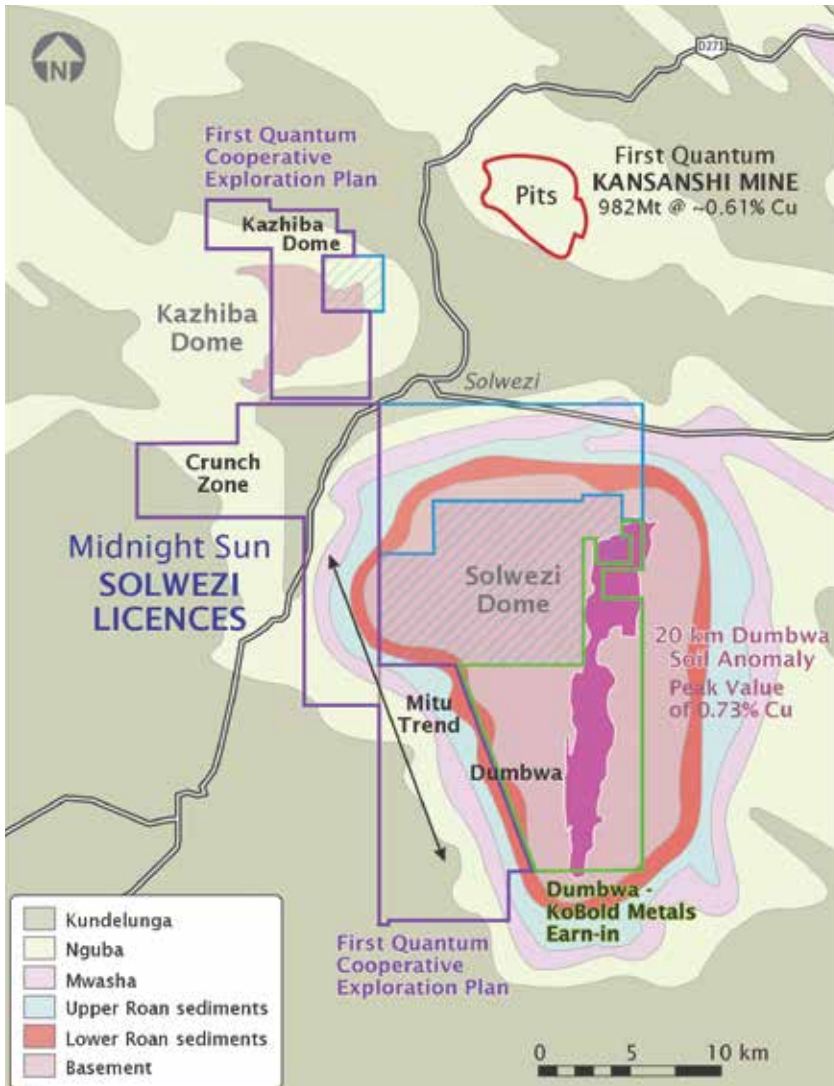 N
D271
First Quantum
Cooperative
Exploration Plan
Kazhiba
Dome
Pits
First Quantum
KANSANSHI MINE
982Mt @ ~0.61% Cu
Kazhiba
Dome
Solwezi
Crunch
Zone
Midnight Sun
SOLWEZI
LICENCES
Solwezi
Dome
20 km Dumbwa
Soil Anomaly
Peak Value
of 0.73% Cu
Mitu
Trend
Dumbwa
Dumbwa -
KoBold Metals
Earn-in
First Quantum
Cooperative
Exploration Plan
Kundelunga
Nguba
Mwasha
Upper Roan sediments
Lower Roan sediments
Basement
0 5 10 km